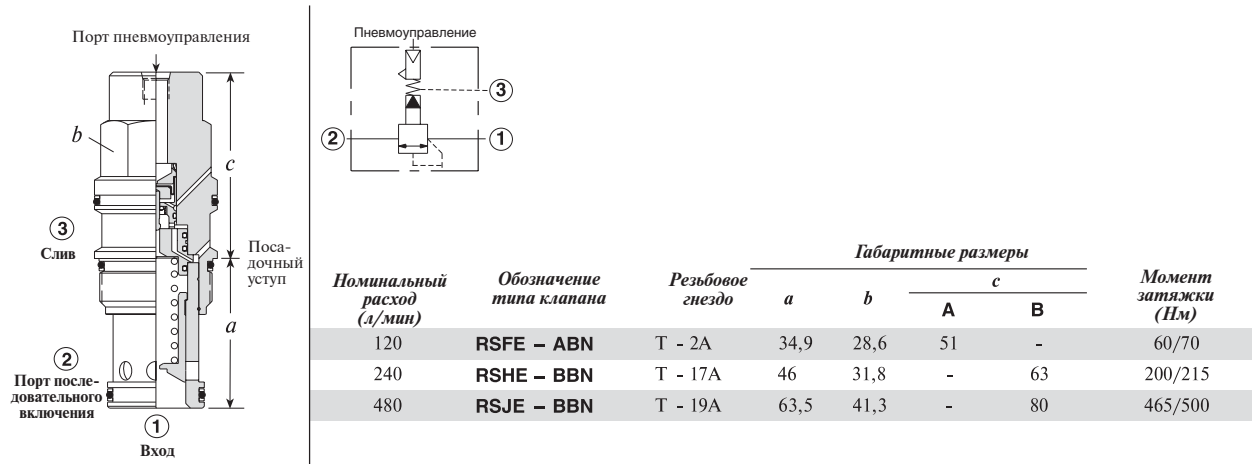 Порт пневмоуправления
b
c
3
Слив
Поса-
дочный
уступ
a
2
Порт после-
довательного
включения
1
Вход
Пневмоуправление
3
2
1
Габаритные размеры
Номинальный расход (л/мин)
Обозначение типа клапана
Резьбовое гнездо
a
b
c
A
B
Момент затяжки (Нм)
120 RSFE – ABN T - 2A 34,9 28,6 51 - 60/70
240 RSHE – BBN T - 17A 46 31,8 - 63 200/215
480 RSJE – BBN T - 19A 63,5 41,3 - 80 465/500